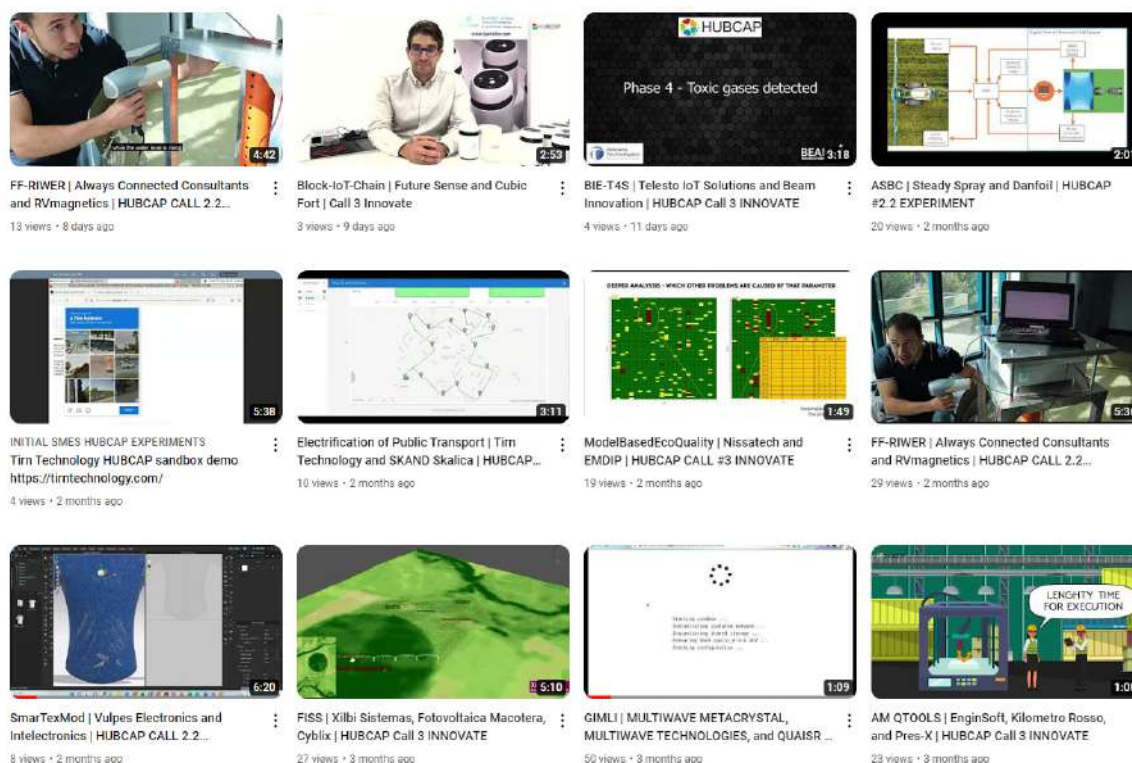 when the water level is rising
4:42
FF-RIWER | Always Connected Consultants
and RVmagnetics | HUBCAP CALL 2.2...
13 views • 8 days ago
2:53
Block-IoT-Chain | Future Sense and Cubic
Fort | Call 3 Innovate
3 views • 9 days ago
HUBCAP
Phase 4 - Toxic gases detected
3:18
BIE-T4S | Telesto IoT Solutions and Beam
Innovation | HUBCAP Call 3 INNOVATE
4 views • 11 days ago
2:01
ASBC | Steady Spray and Danfoil | HUBCAP
#2.2 EXPERIMENT
20 views • 2 months ago
5:38
INITIAL SMES HUBCAP EXPERIMENTS
Tirn Technology HUBCAP sandbox demo
https://tirntechnology.com/
4 views • 2 months ago
3:11
Electrification of Public Transport | Tirn
Technology and SKAND Skalica | HUBCAP...
10 views • 2 months ago
DEEPER ANALYSIS - WHICH OTHER PROBLEMS ARE CAUSED BY THAT PARAMETER
1:49
ModelBasedEcoQuality | Nissatech and
EMDIP | HUBCAP CALL #3 INNOVATE
19 views • 2 months ago
FF-RIWER | Always Connected Consultants
and RVmagnetics | HUBCAP CALL 2.2...
29 views • 2 months ago
6:20
SmarTexMod | Vulpes Electronics and
Intelectronics | HUBCAP CALL 2.2...
8 views • 2 months ago
5:10
FISS | Xilbi Sistemas, Fotovoltaica Macotera,
Cyblix | HUBCAP Call 3 INNOVATE
27 views • 3 months ago
1:09
GIMLI | MULTIWAVE METACRYSTAL,
MULTIWAVE TECHNOLOGIES, and QUAISR ...
50 views • 3 months ago
LENGHTY TIME
FOR EXECUTION
AM QTOOLS | EnginSoft, Kilometro Rosso,
and Pres-X | HUBCAP Call 3 INNOVATE
23 views • 3 months ago